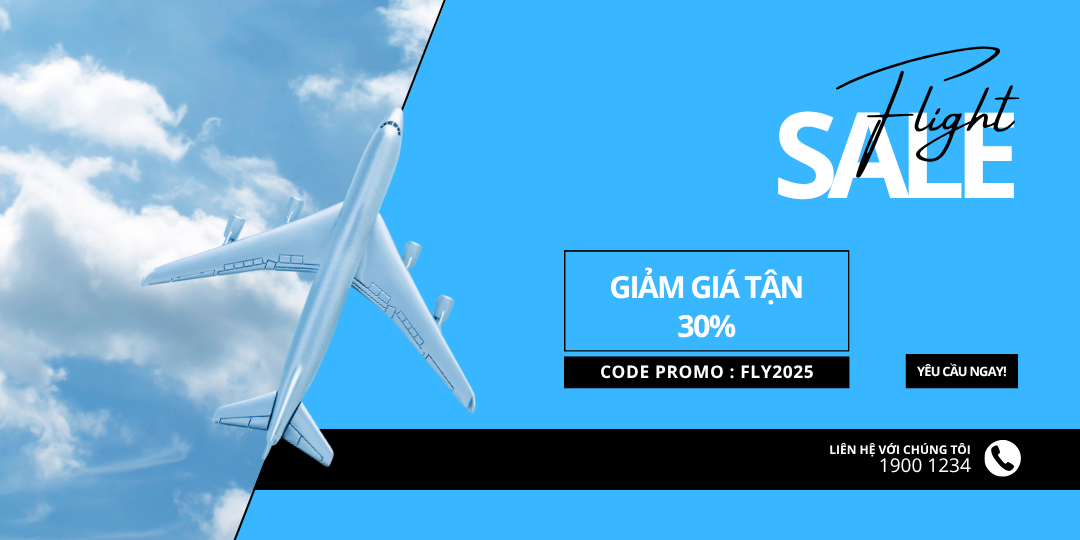 Flight
SALE
GIẢM GIÁ TẬN
30%
CODE PROMO : FLY2025
YÊU CẦU NGAY!
LIÊN HỆ VỚI CHÚNG TÔI
1900 1234